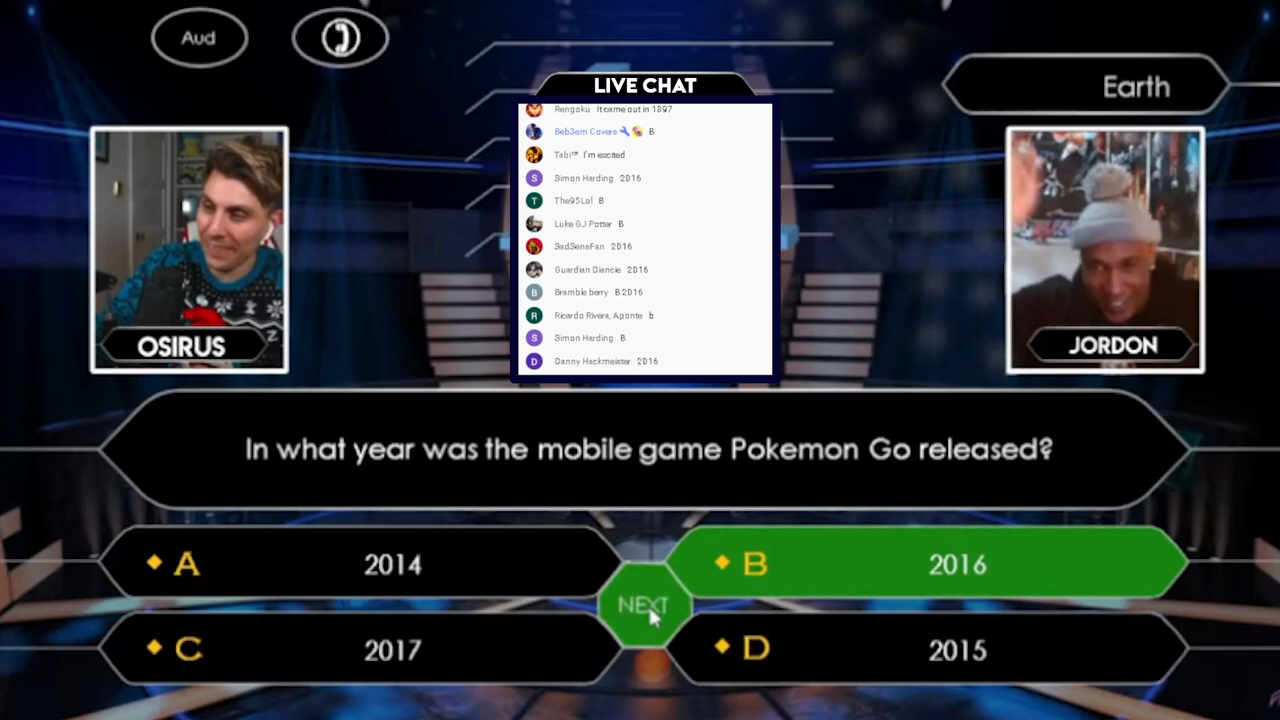 Aud
LIVE CHAT
Earth
Rengoku It came out in 1897
Beb3em Covers B
Tabi™ I'm excited
S Simon Harding 2016
T The95Lol B
Luke GJ Potter B
SadSensFan 2016
Guardian Diancie 2016
B Bramble berry B 2016
R Ricardo Rivera, Aponte b
S Simon Harding B
D Danny Hackmeister 2016
OSIRUS
JORDON
In what year was the mobile game Pokemon Go released?
A 2014
B 2016
NEXT
C 2017
D 2015